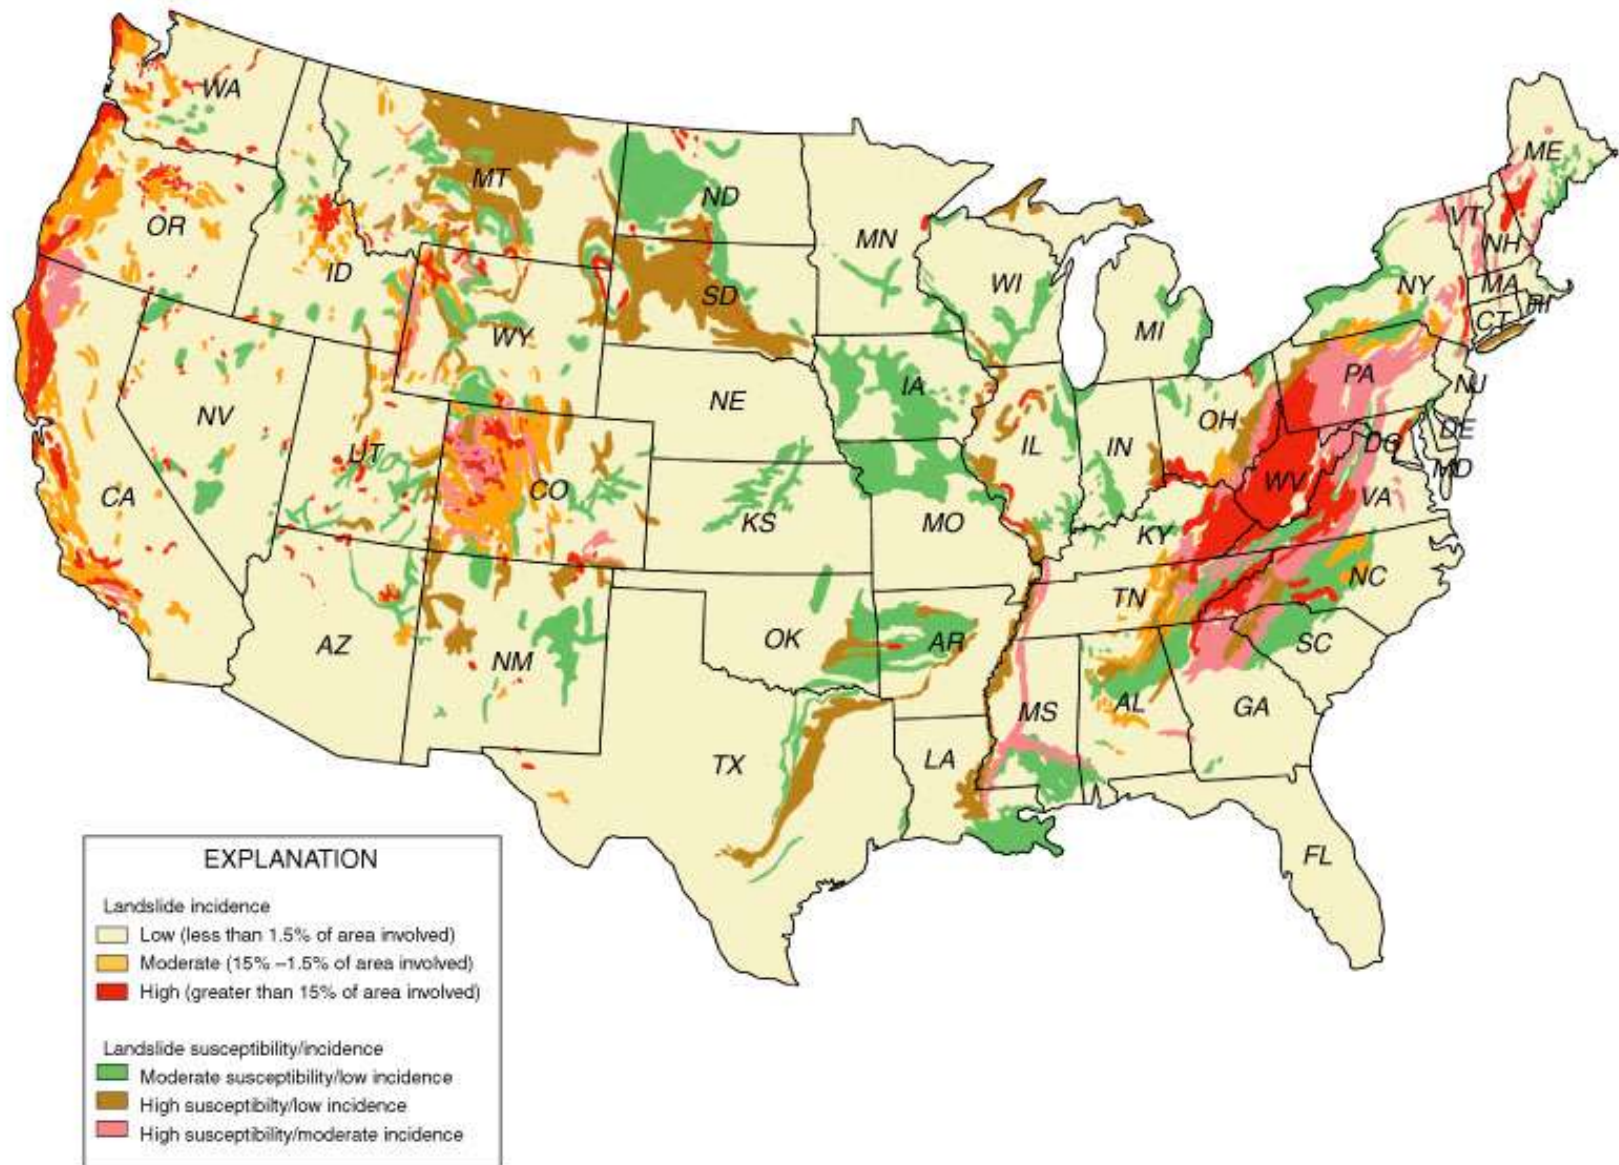 WA
OR
ID
MT
ND
SD
MN
WI
MI
WY
NV
UT
CA
CO
NE
KS
IA
MO
IL
IN
OH
PA
NY
VT
NH
ME
MA
RI
CT
NJ
DE
MD
DC
WV
VA
KY
TN
NC
SC
GA
AL
MS
AR
OK
TX
LA
FL
AZ
NM
EXPLANATION
Landslide incidence
Low (less than 1.5% of area involved)
Moderate (15% –1.5% of area involved)
High (greater than 15% of area involved)
Landslide susceptibility/incidence
Moderate susceptibility/low incidence
High susceptibilty/low incidence
High susceptibility/moderate incidence